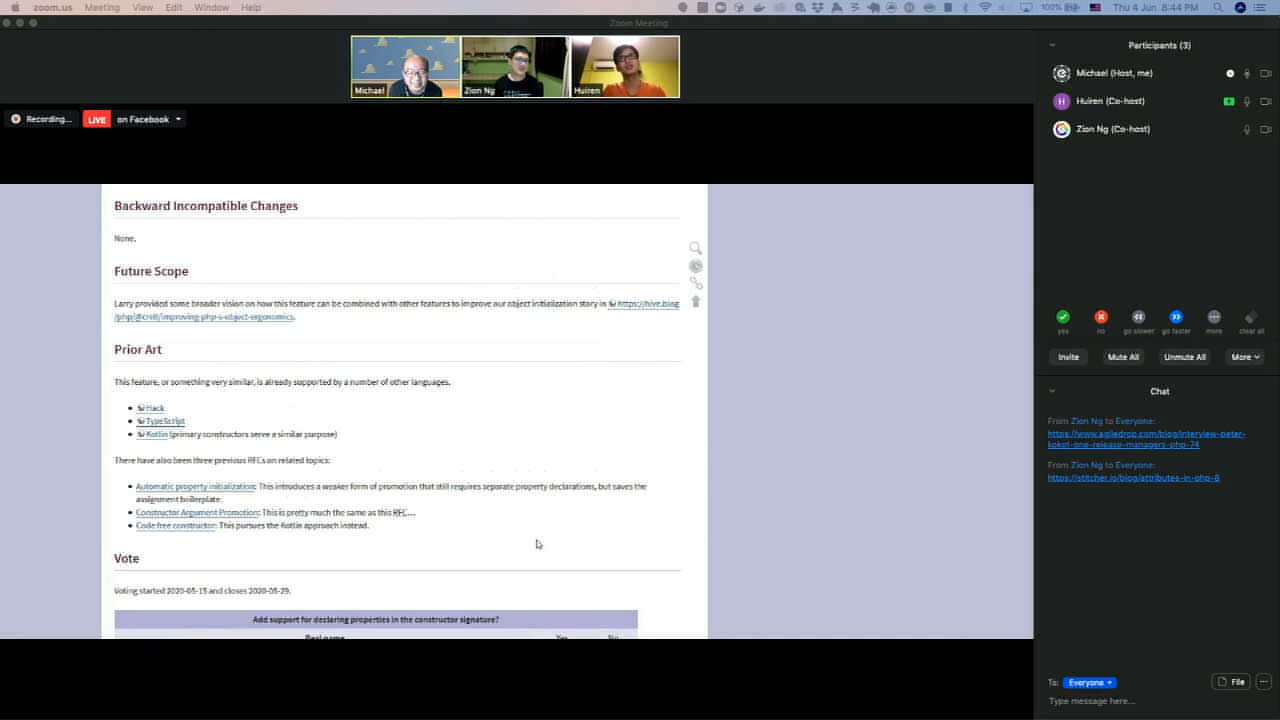 zoom.us Meeting View Edit Window Help
100% Thu 4 Jun 8:44 PM
Zoom Meeting
Michael
Zion Ng
Huiren
Recording...
LIVE on Facebook
Backward Incompatible Changes
None.
Future Scope
Larry provided some broader vision on how this feature can be combined with other features to improve our object initialization story in https://hive.blog
/php/@crell/improving-php-s-object-ergonomics.
Prior Art
This feature, or something very similar, is already supported by a number of other languages.
Hack
TypeScript
Kotlin (primary constructors serve a similar purpose)
There have also been three previous RFCs on related topics:
Automatic property initialization: This introduces a weaker form of promotion that still requires separate property declarations, but saves the
assignment boilerplate.
Constructor Argument Promotion: This is pretty much the same as this RFC...
Code free constructor: This pursues the Kotlin approach instead.
Vote
Voting started 2020-05-15 and closes 2020-05-29.
Add support for declaring properties in the constructor signature?
Real name Yes No
Participants (3)
Michael (Host, me)
H Huiren (Co-host)
Zion Ng (Co-host)
yes no go slower go faster more clear all
Invite Mute All Unmute All More
Chat
From Zion Ng to Everyone:
https://www.agiledrop.com/blog/interview-peter-
kokot-one-release-managers-php-74
From Zion Ng to Everyone:
https://stitcher.io/blog/attributes-in-php-8
To: Everyone File
Type message here...